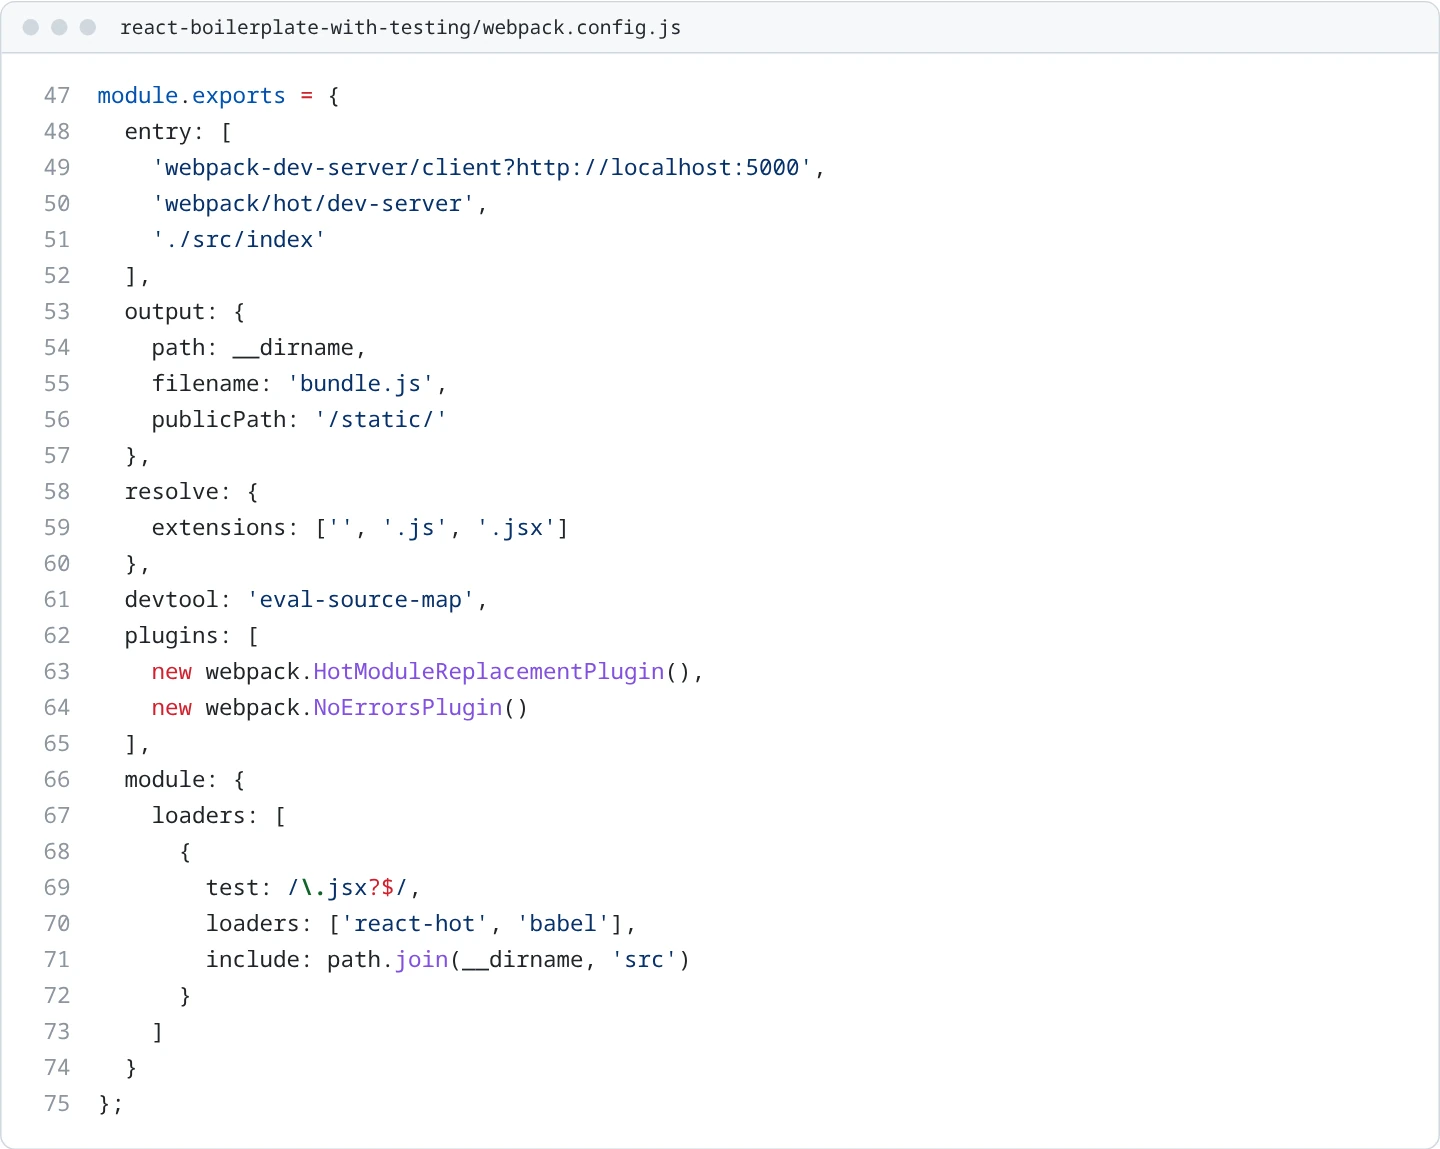 react-boilerplate-with-testing/webpack.config.js
47 module.exports = {
48   entry: [
49     'webpack-dev-server/client?http://localhost:5000',
50     'webpack/hot/dev-server',
51     './src/index'
52   ],
53   output: {
54     path: __dirname,
55     filename: 'bundle.js',
56     publicPath: '/static/'
57   },
58   resolve: {
59     extensions: ['', '.js', '.jsx']
60   },
61   devtool: 'eval-source-map',
62   plugins: [
63     new webpack.HotModuleReplacementPlugin(),
64     new webpack.NoErrorsPlugin()
65   ],
66   module: {
67     loaders: [
68       {
69         test: /\.jsx?$/,
70         loaders: ['react-hot', 'babel'],
71         include: path.join(__dirname, 'src')
72       }
73     ]
74   }
75 };